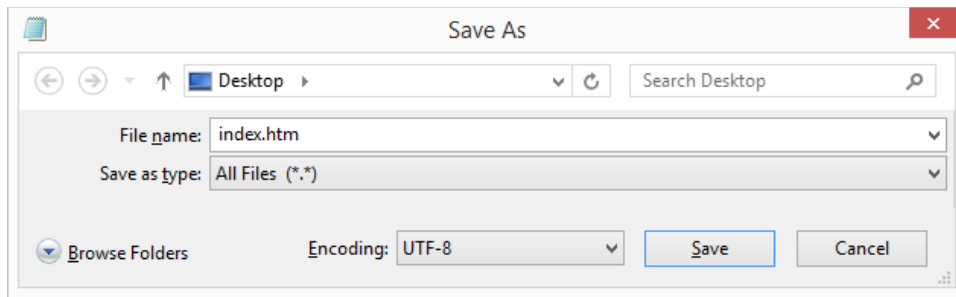 Save As
Desktop
Search Desktop
File name: index.htm
Save as type: All Files (*.*)
Browse Folders Encoding: UTF-8 Save Cancel